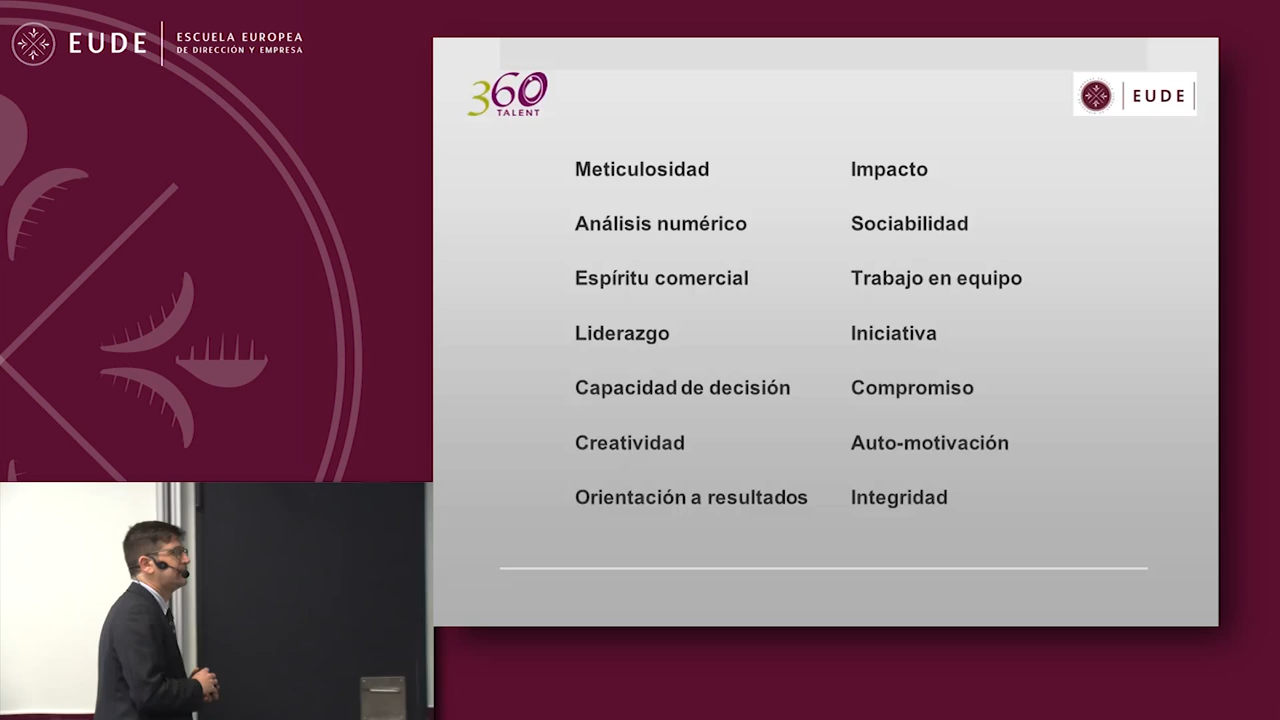 EUDE
ESCUELA EUROPEA
DE DIRECCIÓN Y EMPRESA
360
TALENT
EUDE
Meticulosidad
Impacto
Análisis numérico
Sociabilidad
Espíritu comercial
Trabajo en equipo
Liderazgo
Iniciativa
Capacidad de decisión
Compromiso
Creatividad
Auto-motivación
Orientación a resultados
Integridad